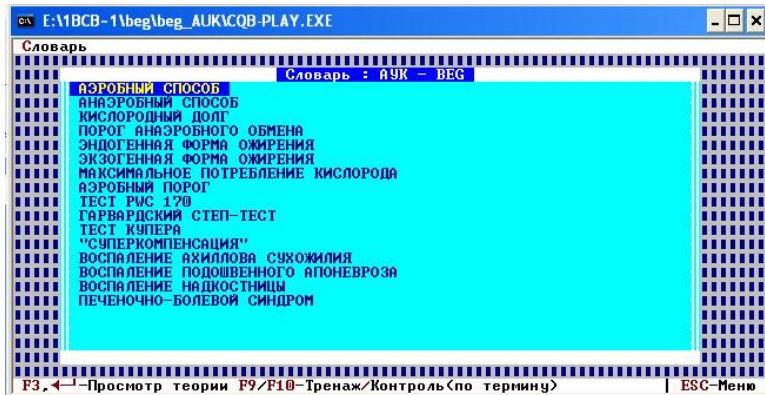 E:\1BCB~1\beg\beg_AUK\CQB-PLAY.EXE
Словарь
Словарь : АУК - BEG
АЭРОБНЫЙ СПОСОБ
АНАЭРОБНЫЙ СПОСОБ
КИСЛОРОДНЫЙ ДОЛГ
ПОРОГ АНАЭРОБНОГО ОБМЕНА
ЭНДОГЕННАЯ ФОРМА ОЖИРЕНИЯ
ЭКЗОГЕННАЯ ФОРМА ОЖИРЕНИЯ
МАКСИМАЛЬНОЕ ПОТРЕБЛЕНИЕ КИСЛОРОДА
АЭРОБНЫЙ ПОРОГ
ТЕСТ PWC 170
ГАРВАРДСКИЙ СТЕП-ТЕСТ
ТЕСТ КУПЕРА
"СУПЕРКОМПЕНСАЦИЯ"
ВОСПАЛЕНИЕ АХИЛЛОВА СУХОЖИЛИЯ
ВОСПАЛЕНИЕ ПОДОШВЕННОГО АПОНЕВРОЗА
ВОСПАЛЕНИЕ НАДКОСТНИЦЫ
ПЕЧЕНОЧНО-БОЛЕВОЙ СИНДРОМ
F3,◄┘-Просмотр теории F9/F10-Тренаж/Контроль(по термину) | ESC-Меню